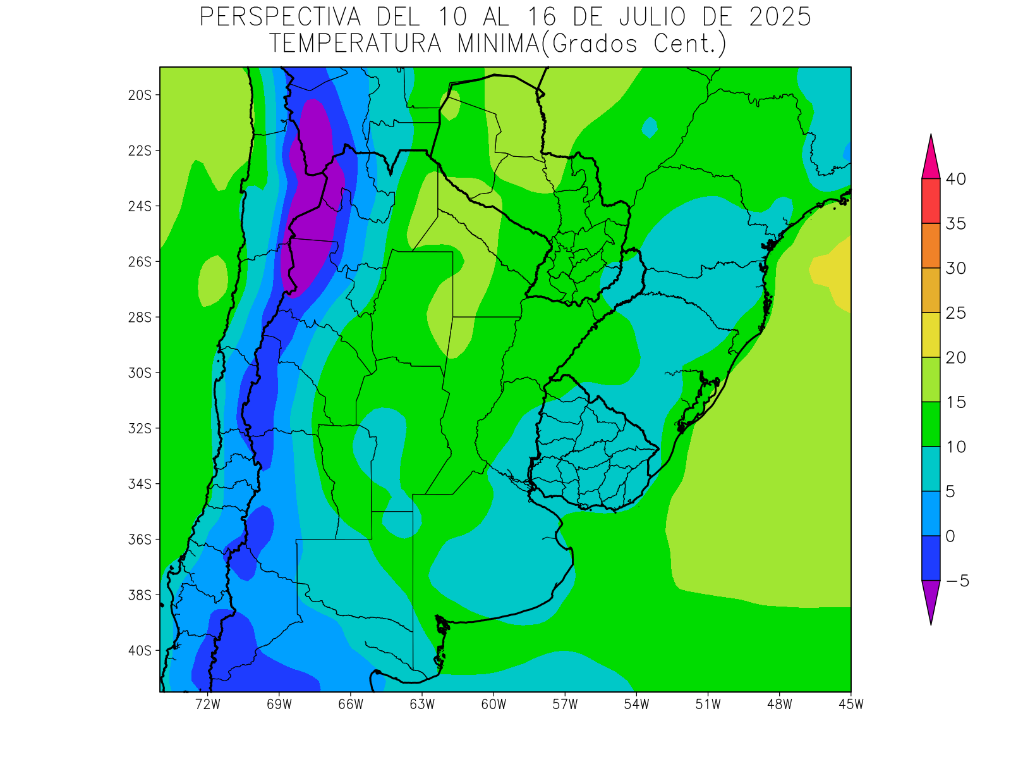 PERSPECTIVA DEL 10 AL 16 DE JULIO DE 2025
TEMPERATURA MINIMA(Grados Cent.)
20S
22S
24S
26S
28S
30S
32S
34S
36S
38S
40S
72W 69W 66W 63W 60W 57W 54W 51W 48W 45W
40
35
30
25
20
15
10
5
0
−5